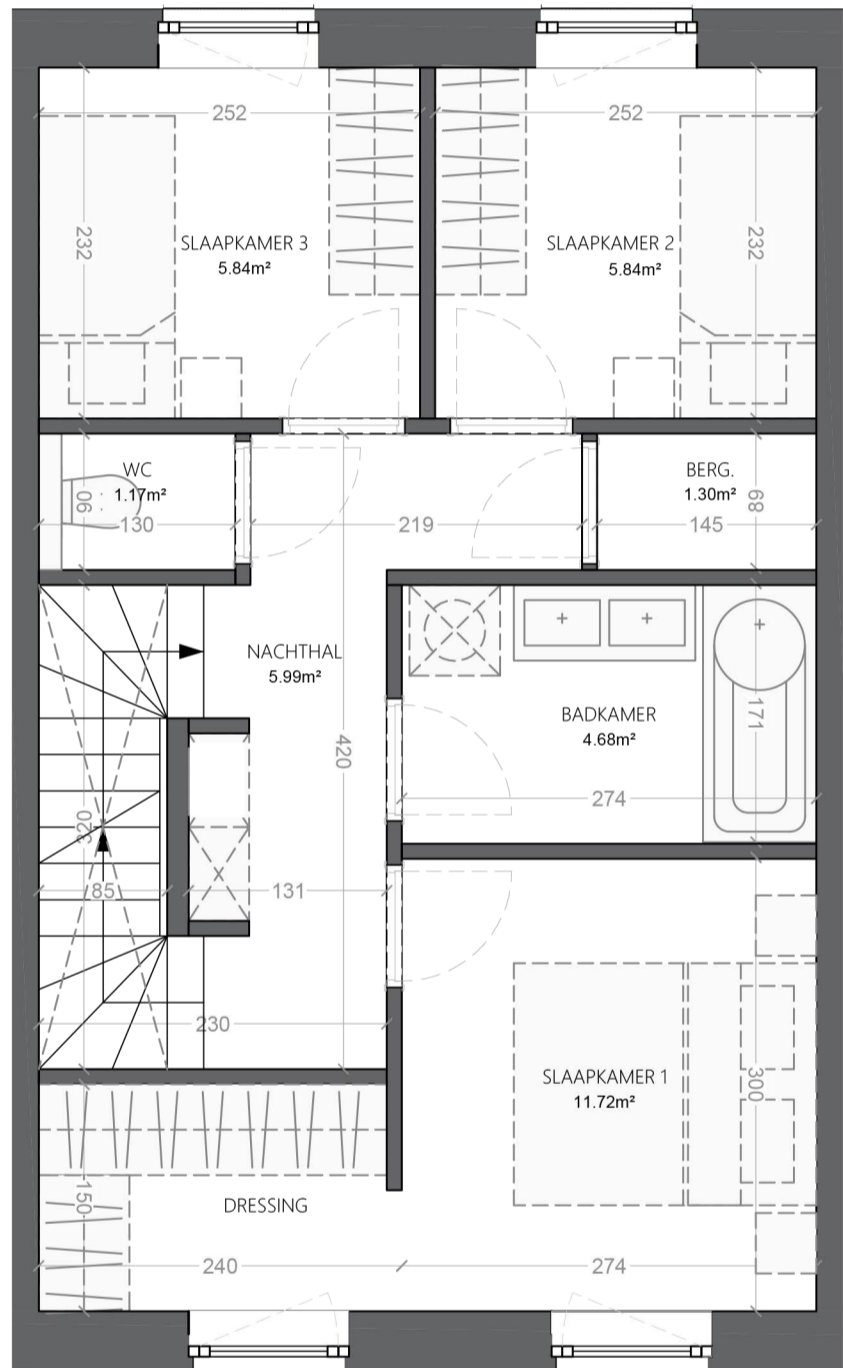 252
252
232
SLAAPKAMER 3
5.84m²
SLAAPKAMER 2
5.84m²
232
WC
1.17m²
90
130
219
BERG.
1.30m²
89
145
NACHTHAL
5.99m²
420
BADKAMER
4.68m²
171
274
320
85
131
230
SLAAPKAMER 1
11.72m²
300
150
DRESSING
240
274